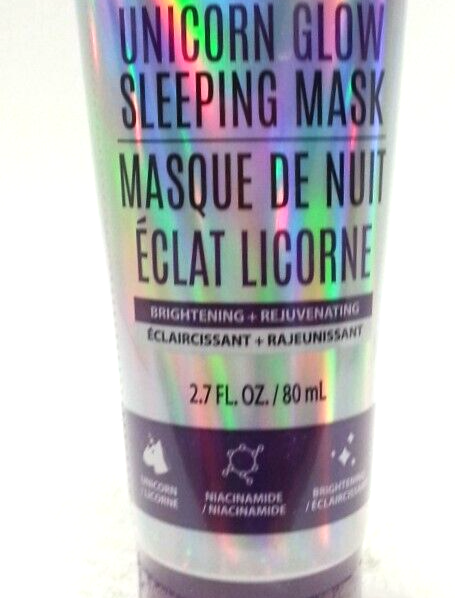 UNICORN GLOW
SLEEPING MASK
MASQUE DE NUIT
ÉCLAT LICORNE
BRIGHTENING + REJUVENATING
ÉCLAIRCISSANT + RAJEUNISSANT
2.7 FL. OZ. / 80 mL
UNICORN
/ LICORNE
NIACINAMIDE
/ NIACINAMIDE
BRIGHTENING
/ ÉCLAIRCISSANT